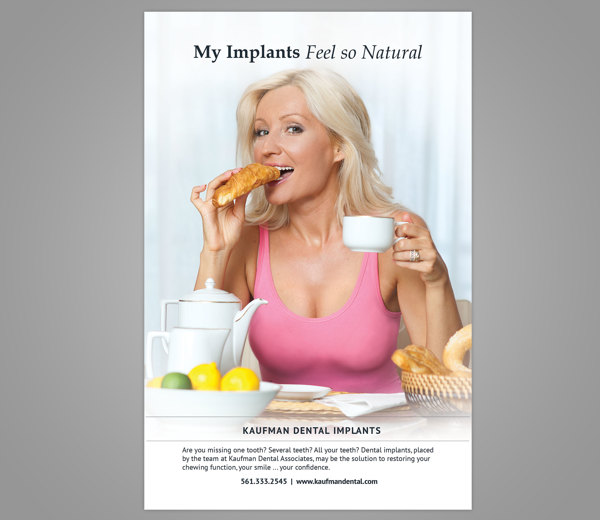 My Implants Feel so Natural
KAUFMAN DENTAL IMPLANTS
Are you missing one tooth? Several teeth? All your teeth? Dental implants, placed
by the team at Kaufman Dental Associates, may be the solution to restoring your
chewing function, your smile ... your confidence.
561.333.2545 | www.kaufmandental.com